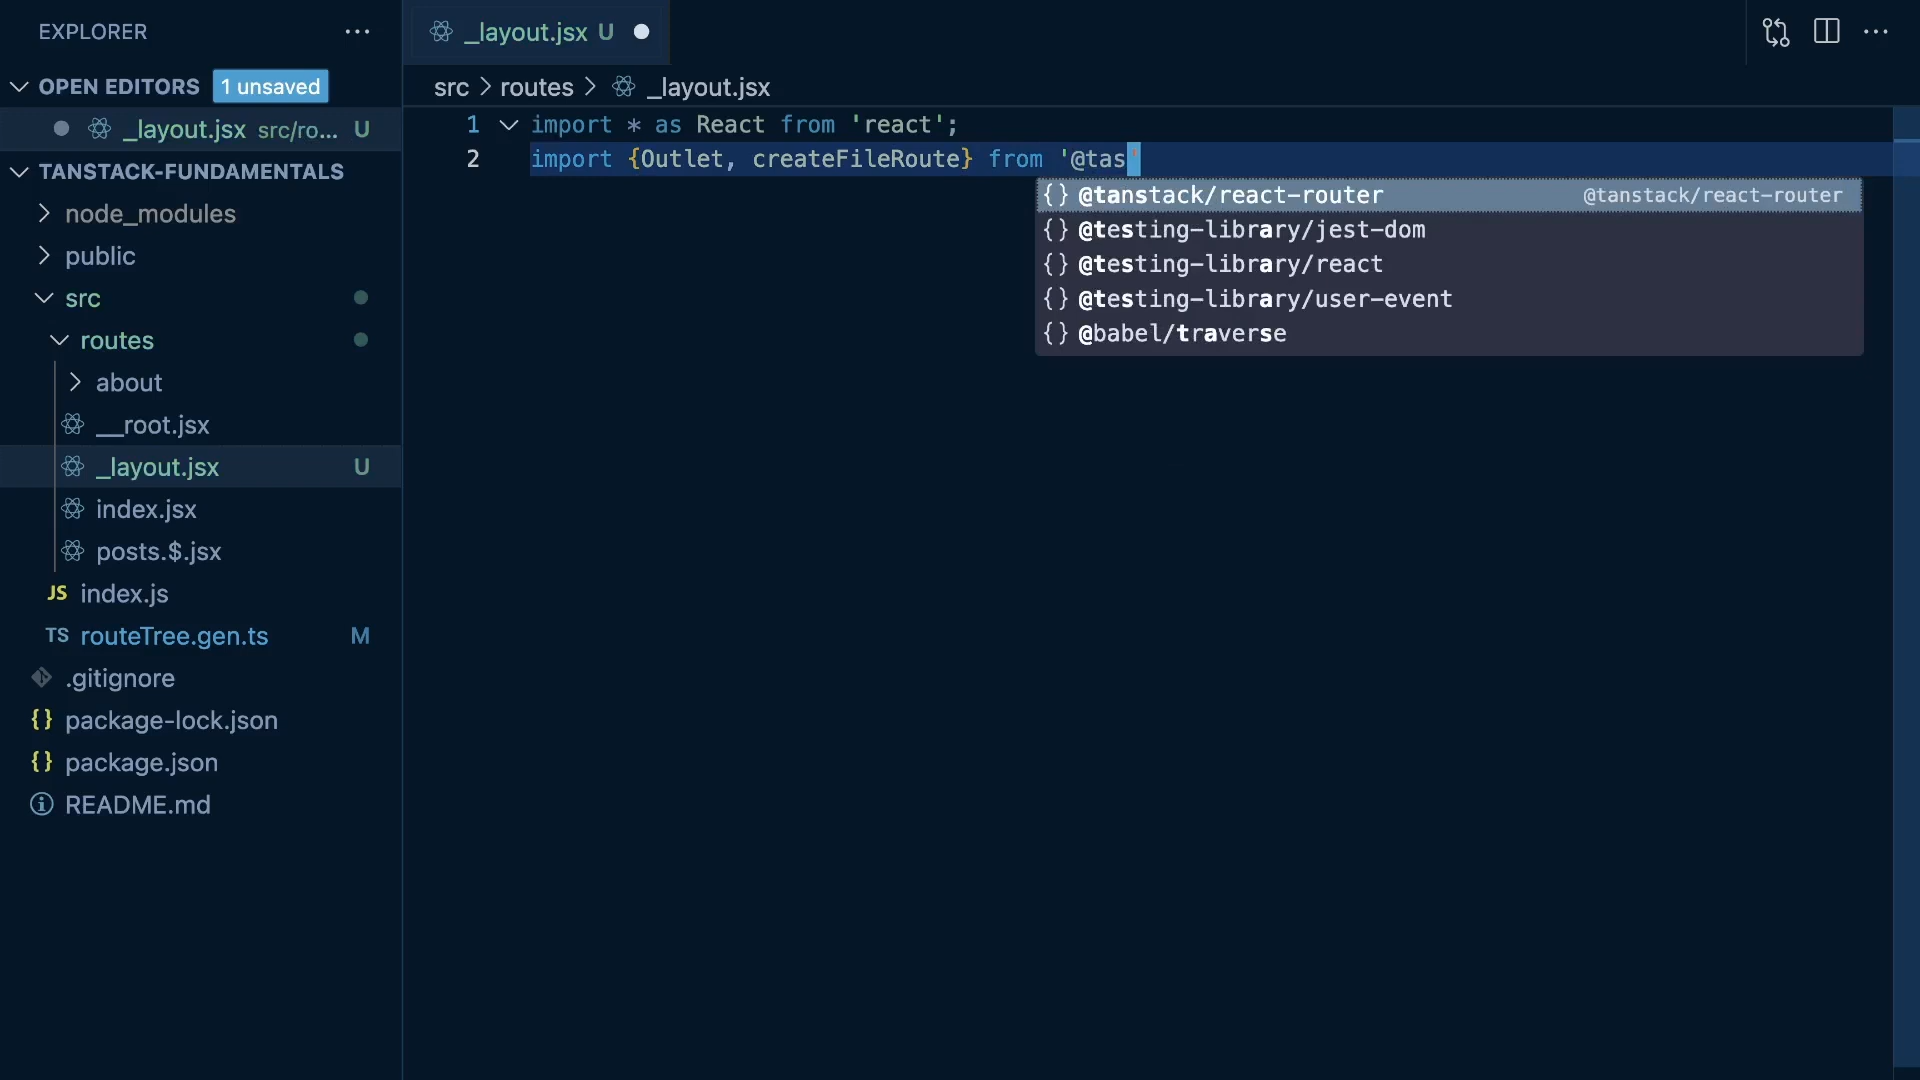 EXPLORER
_layout.jsx U
OPEN EDITORS 1 unsaved
_layout.jsx src/ro... U
TANSTACK-FUNDAMENTALS
node_modules
public
src
routes
about
__root.jsx
_layout.jsx U
index.jsx
posts.$.jsx
JS index.js
TS routeTree.gen.ts M
.gitignore
{} package-lock.json
{} package.json
README.md
src > routes > _layout.jsx
1 import * as React from 'react';
2 import {Outlet, createFileRoute} from '@tas'
{} @tanstack/react-router @tanstack/react-router
{} @testing-library/jest-dom
{} @testing-library/react
{} @testing-library/user-event
{} @babel/traverse